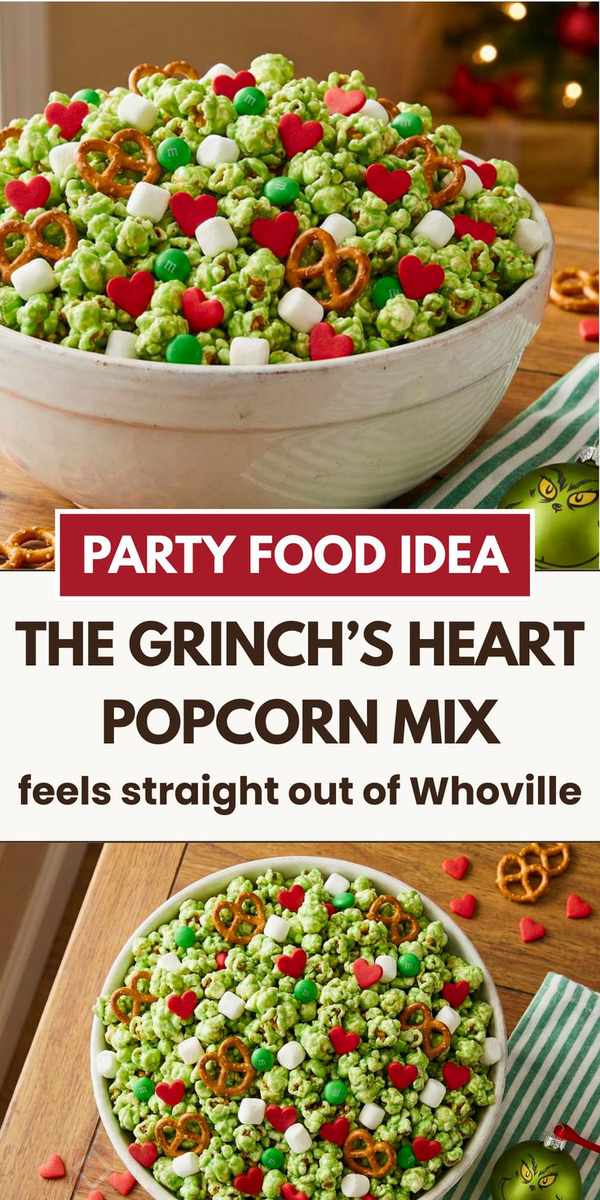 PARTY FOOD IDEA
THE GRINCH'S HEART
POPCORN MIX
feels straight out of Whoville